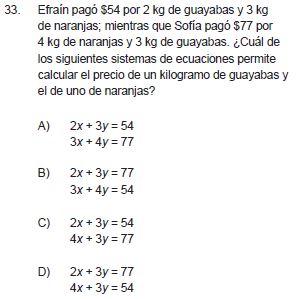 33. Efraín pagó $54 por 2 kg de guayabas y 3 kg
de naranjas; mientras que Sofía pagó $77 por
4 kg de naranjas y 3 kg de guayabas. ¿Cuál de
los siguientes sistemas de ecuaciones permite
calcular el precio de un kilogramo de guayabas y
el de uno de naranjas?
A) 2x + 3y = 54
3x + 4y = 77
B) 2x + 3y = 77
3x + 4y = 54
C) 2x + 3y = 54
4x + 3y = 77
D) 2x + 3y = 77
4x + 3y = 54